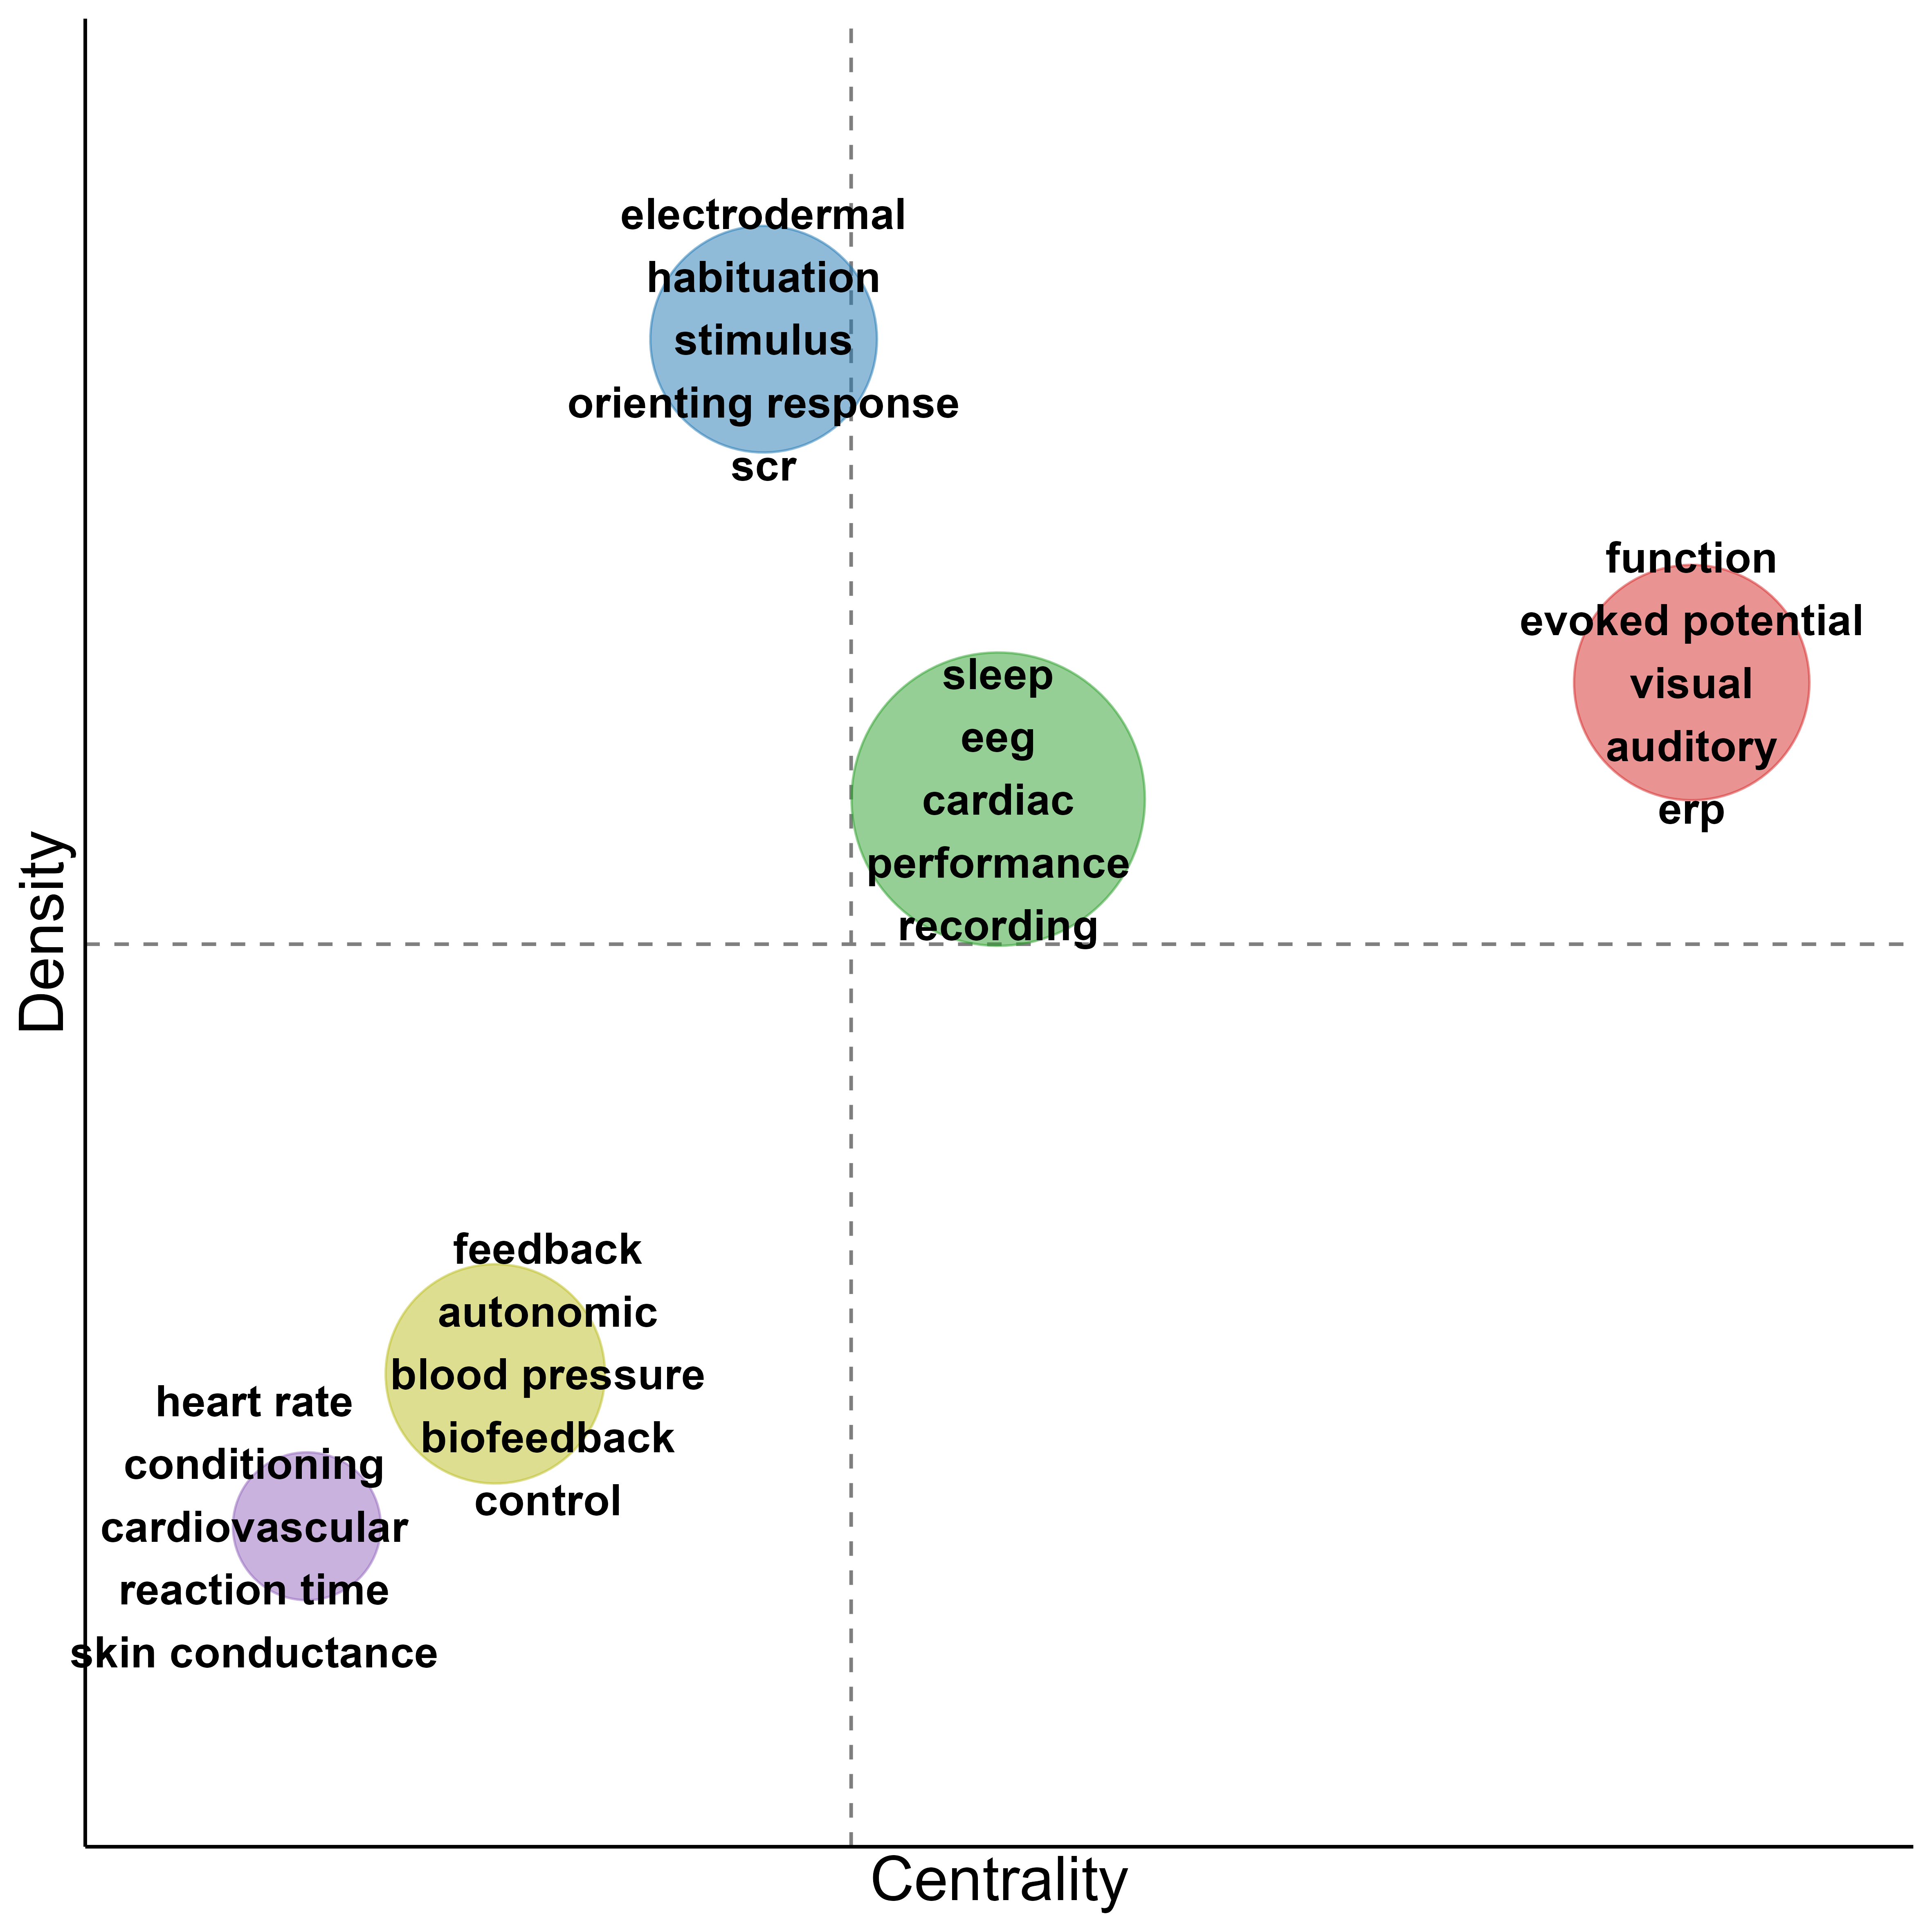 electrodermal
habituation
stimulus
orienting response
scr
function
evoked potential
visual
auditory
erp
sleep
eeg
cardiac
performance
recording
feedback
autonomic
blood pressure
biofeedback
control
heart rate
conditioning
cardiovascular
reaction time
skin conductance
Density
Centrality